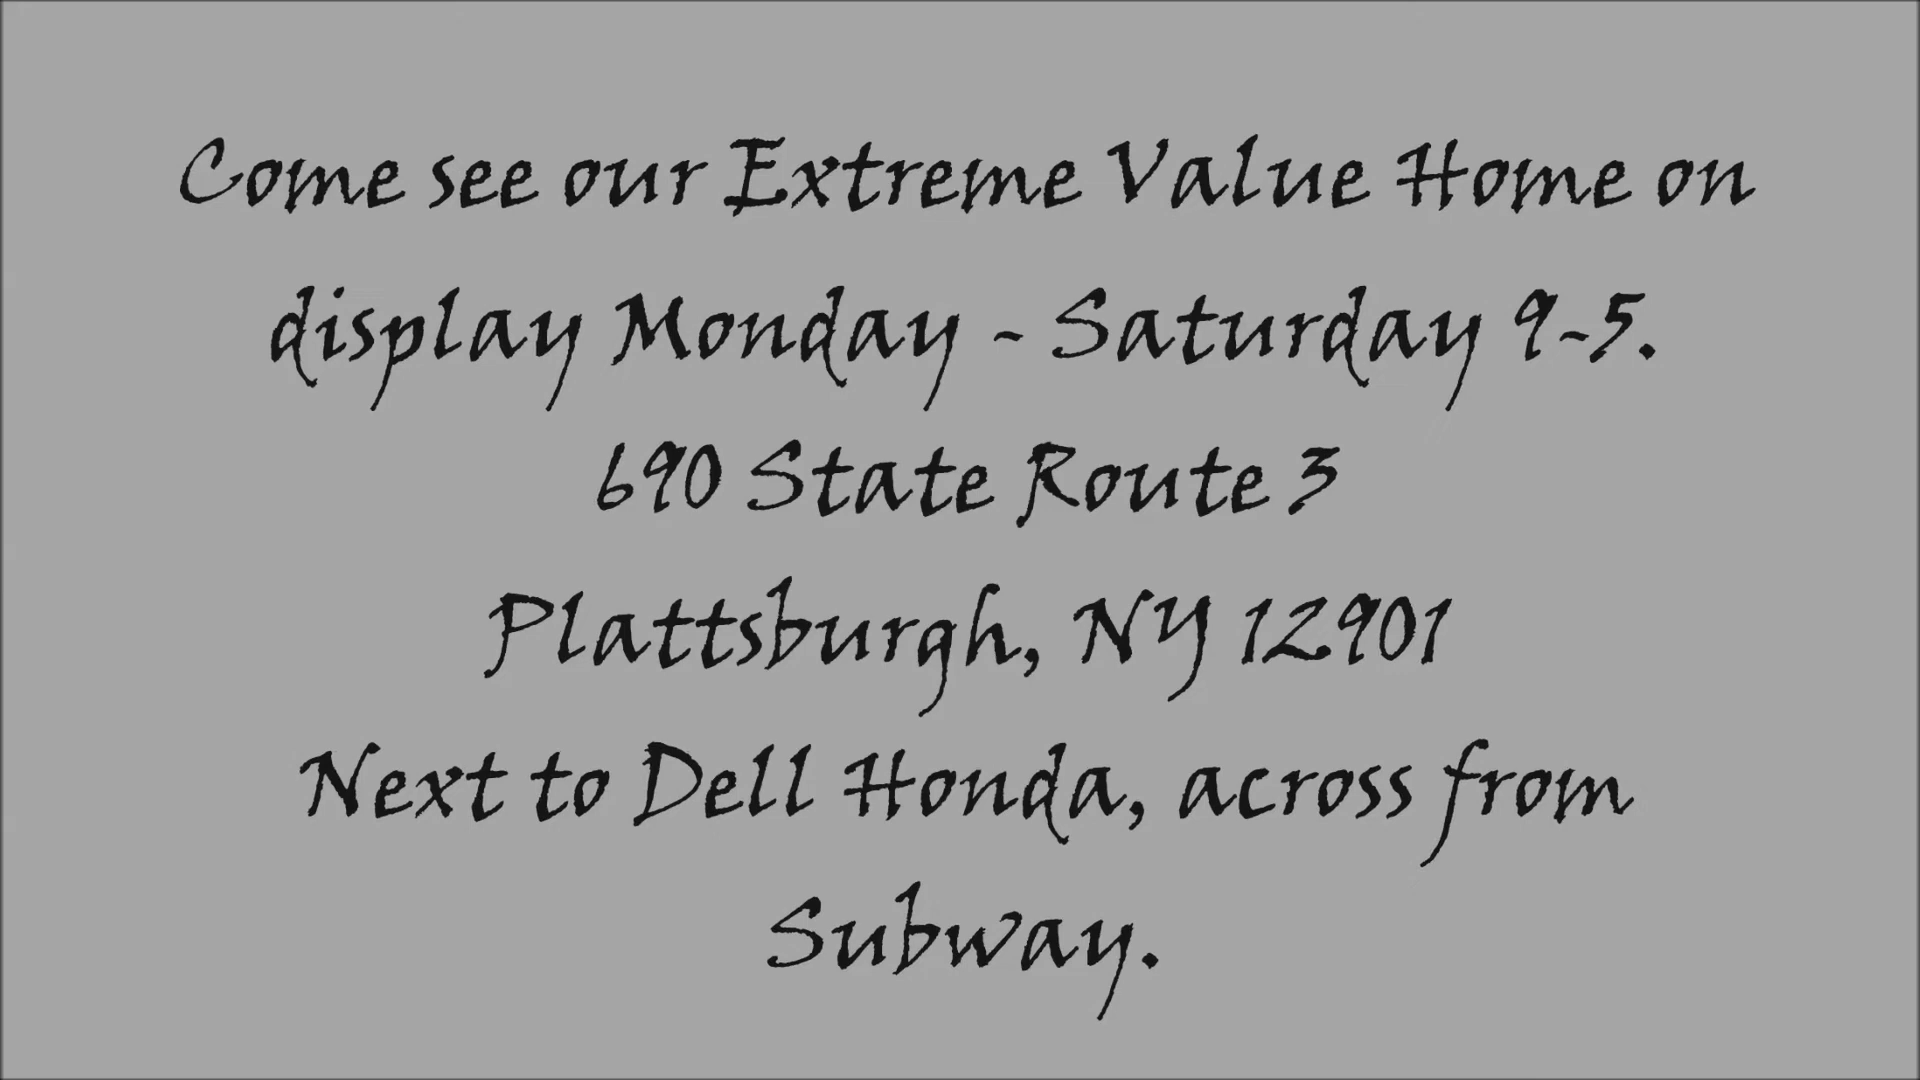 Come see our Extreme Value Home on
display Monday - Saturday 9-5.
690 State Route 3
Plattsburgh, NY 12901
Next to Dell Honda, across from
Subway.